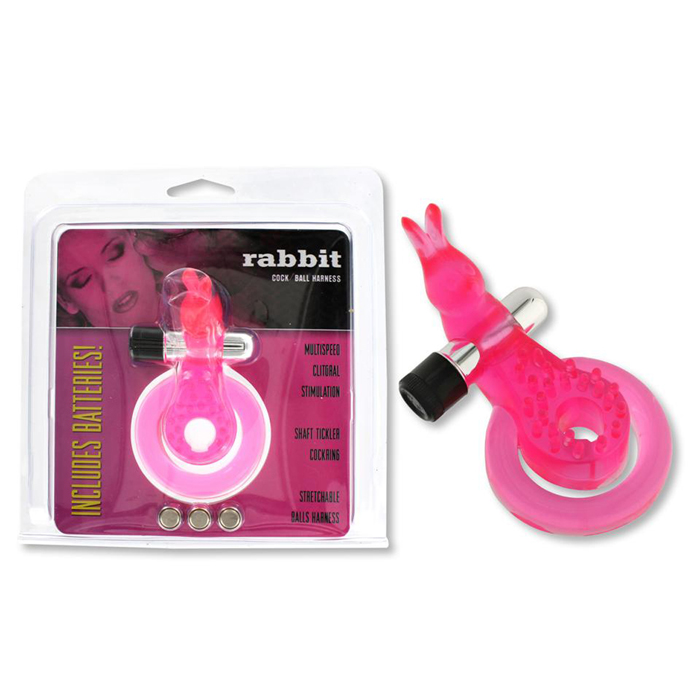 rabbit
COCK / BALL HARNESS
INCLUDES BATTERIES!
MULTISPEED
CLITORAL
STIMULATION
SHAFT TICKLER
COCKRING
STRETCHABLE
BALLS HARNESS